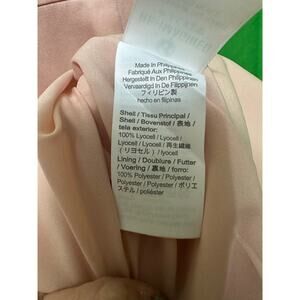 Made In Philippines
Fabriqué Aux Philippines
Hergestellt In Den Philippinen
Vervaardigd In De Filippijnen
フィリピン製
hecho en filipinas
Shell / Tissu Principal /
Shell / Bovenstof / 表地 /
tela exterior:
100% Lyocell / Lyocell /
Lyocell / Lyocell / 再生繊維
(リヨセル) / lyocell
Lining / Doublure / Futter
/ Voering / 裏地 / forro:
100% Polyester / Polyester
/ Polyester / Polyester / ポリエ
ステル / poliéster